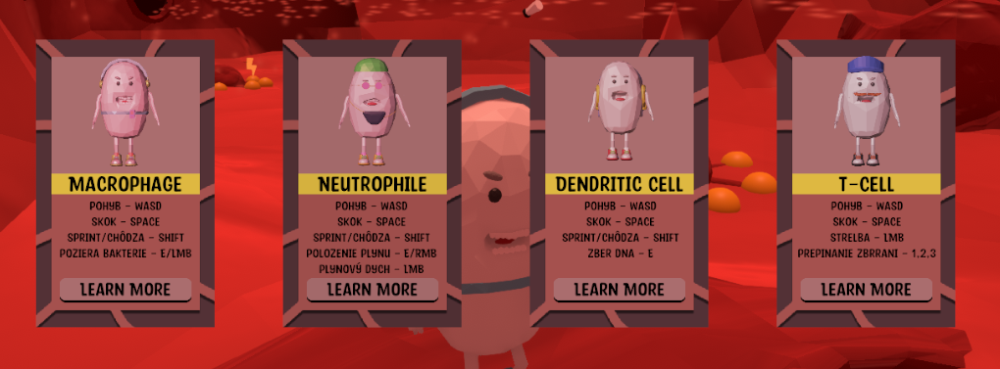 MACROPHAGE
POHYB – WASD
SKOK – SPACE
SPRINT/CHÔDZA – SHIFT
POZIERA BAKTERIE – E/LMB
LEARN MORE
NEUTROPHILE
POHYB – WASD
SKOK – SPACE
SPRINT/CHÔDZA – SHIFT
POLOZENIE PLYNU – E/RMB
PLYNOVÝ DYCH – LMB
LEARN MORE
DENDRITIC CELL
POHYB – WASD
SKOK – SPACE
SPRINT/CHÔDZA – SHIFT
ZBER DNA – E
LEARN MORE
T-CELL
POHYB – WASD
SKOK – SPACE
STRELBA – LMB
PREPINANIE ZBRRANI – 1,2,3
LEARN MORE